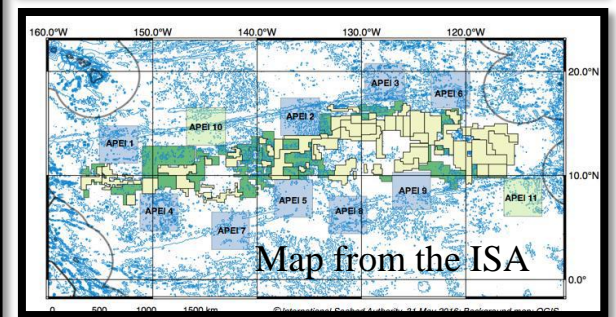 160.0°W 150.0°W 140.0°W 130.0°W 120.0°W
20.0°N
APEI 3
APEI 6
APEI 2
APEI 10
APEI 1
10.0°N
APEI 9
APEI 5
APEI 11
APEI 4
APEI 8
APEI 7
Map from the ISA
0.0°
0 500 1000 1500 km
© International Seabed Authority, 31 May 2016; Background map: QGIS